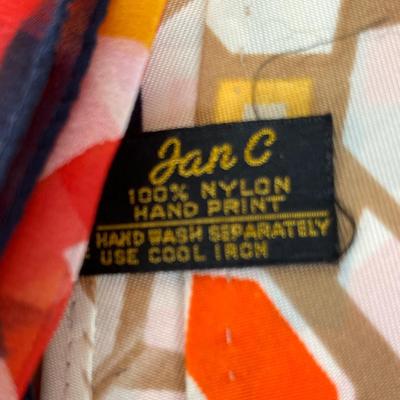 Jan C
100% NYLON
HAND PRINT
HAND WASH SEPARATELY
USE COOL IRON